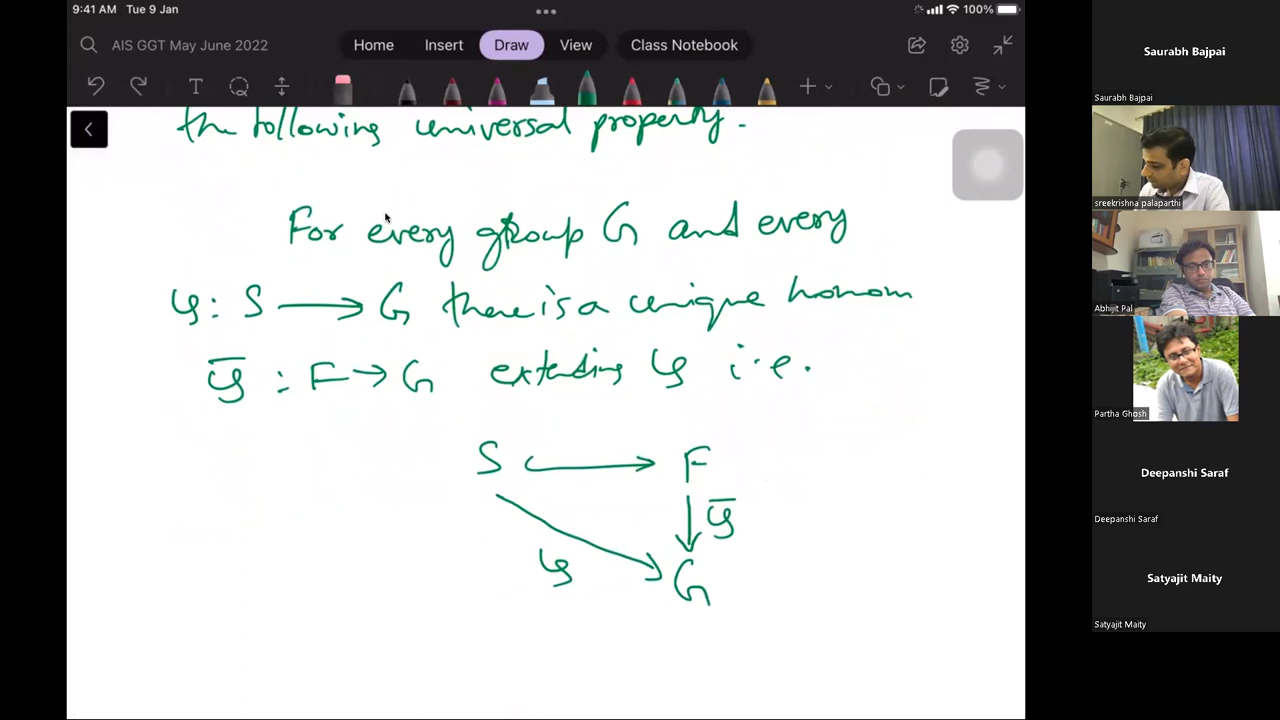 9:41 AM Tue 9 Jan
100%
AIS GGT May June 2022
Home Insert Draw View Class Notebook
T
the following universal property.
For every group G and every
φ: S → G there is a unique homom
φ̅ : F → G extending φ i.e.
S ↪ F
φ̅
φ
G
Saurabh Bajpai
Saurabh Bajpai
sreekrishna palaparthi
Abhijit Pal
Partha Ghosh
Deepanshi Saraf
Deepanshi Saraf
Satyajit Maity
Satyajit Maity